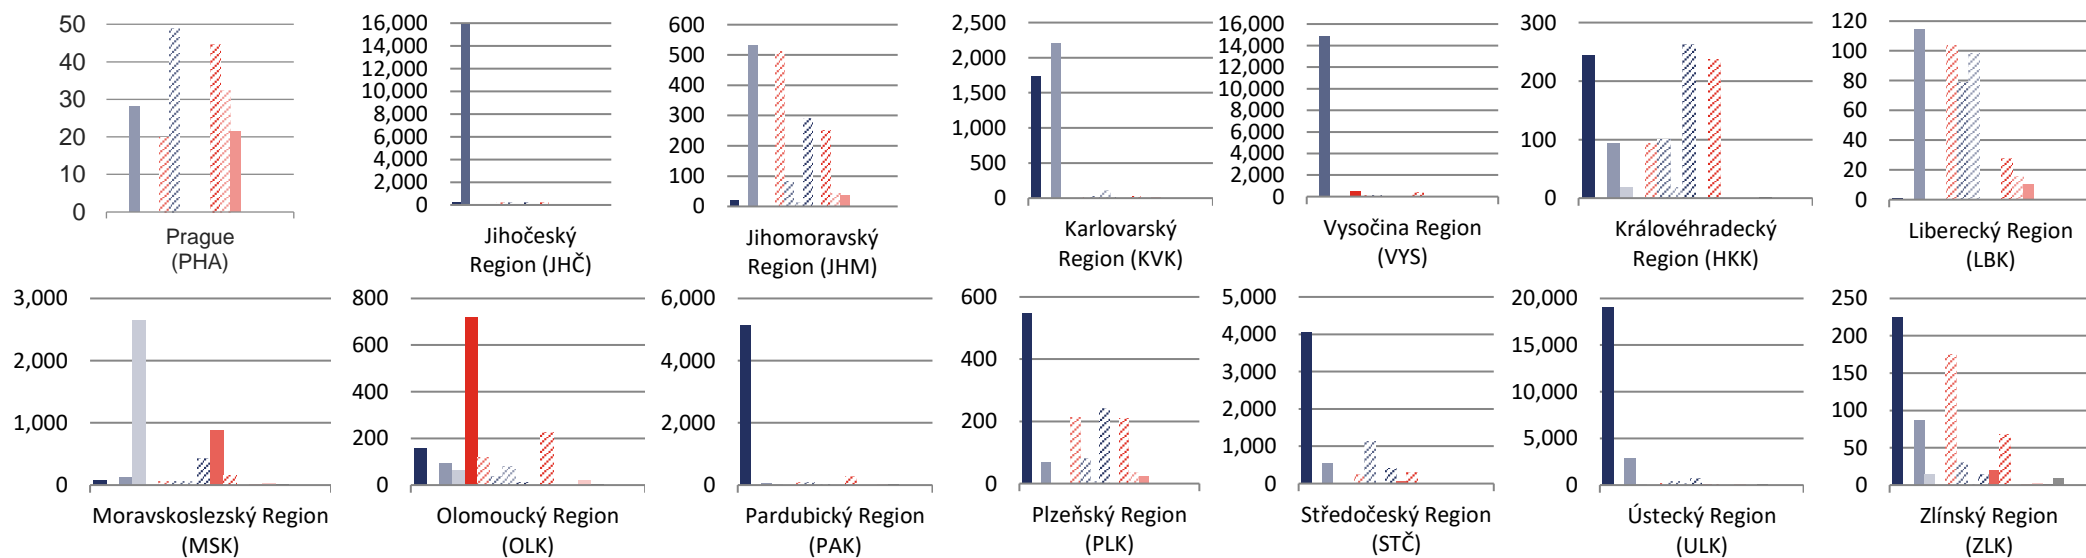 50
40
30
20
10
0
Prague
(PHA)
16,000
14,000
12,000
10,000
8,000
6,000
4,000
2,000
0
Jihočeský
Region (JHČ)
600
500
400
300
200
100
0
Jihomoravský
Region (JHM)
2,500
2,000
1,500
1,000
500
0
Karlovarský
Region (KVK)
16,000
14,000
12,000
10,000
8,000
6,000
4,000
2,000
0
Vysočina Region
(VYS)
300
200
100
0
Královéhradecký
Region (HKK)
120
100
80
60
40
20
0
Liberecký Region
(LBK)
3,000
2,000
1,000
0
Moravskoslezský Region
(MSK)
800
600
400
200
0
Olomoucký Region
(OLK)
6,000
4,000
2,000
0
Pardubický Region
(PAK)
600
400
200
0
Plzeňský Region
(PLK)
5,000
4,000
3,000
2,000
1,000
0
Středočeský Region
(STČ)
20,000
15,000
10,000
5,000
0
Ústecký Region
(ULK)
250
200
150
100
50
0
Zlínský Region
(ZLK)